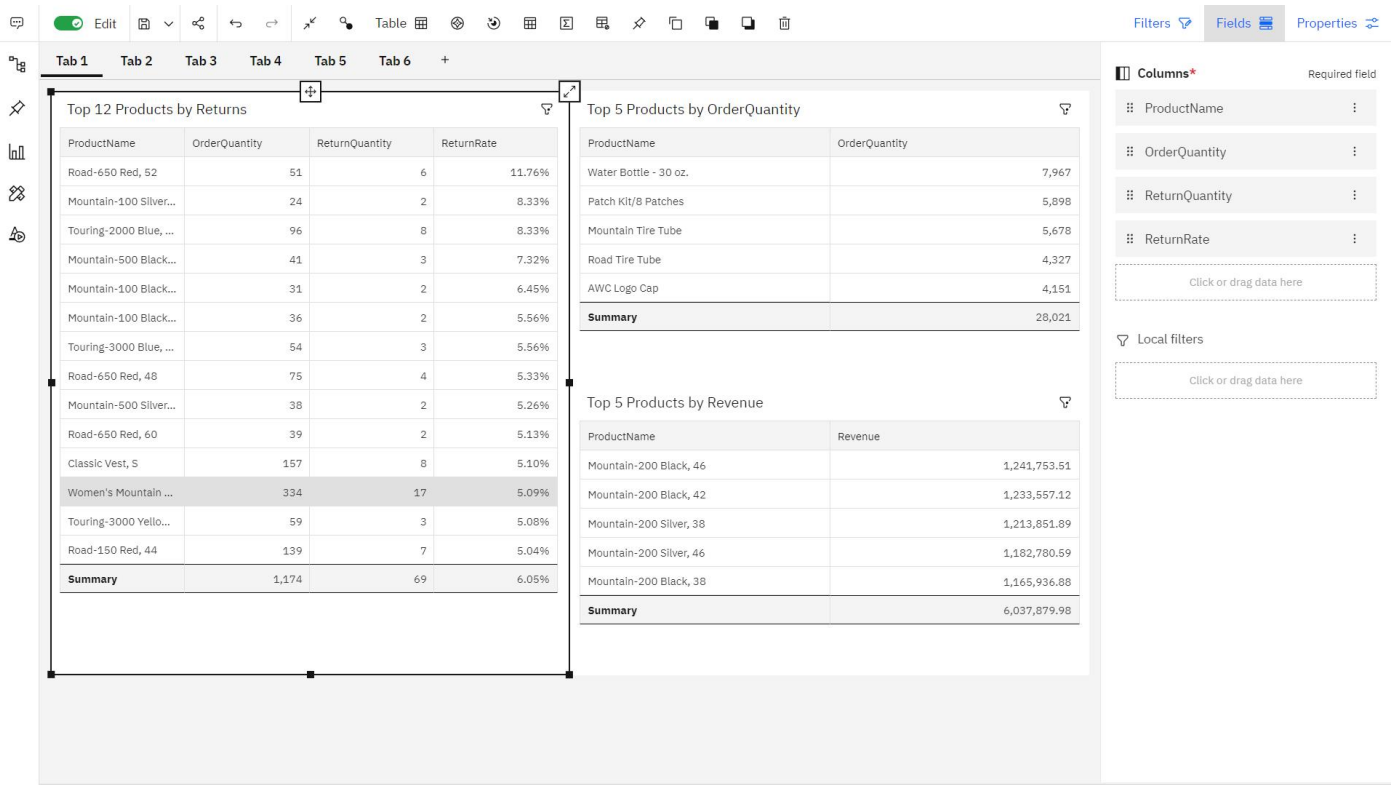 Edit Table Filters Fields Properties
Tab 1 Tab 2 Tab 3 Tab 4 Tab 5 Tab 6 +
Top 12 Products by Returns
ProductName OrderQuantity ReturnQuantity ReturnRate
Road-650 Red, 52 51 6 11.76%
Mountain-100 Silver... 24 2 8.33%
Touring-2000 Blue, ... 96 8 8.33%
Mountain-500 Black... 41 3 7.32%
Mountain-100 Black... 31 2 6.45%
Mountain-100 Black... 36 2 5.56%
Touring-3000 Blue, ... 54 3 5.56%
Road-650 Red, 48 75 4 5.33%
Mountain-500 Silver... 38 2 5.26%
Road-650 Red, 60 39 2 5.13%
Classic Vest, S 157 8 5.10%
Women's Mountain ... 334 17 5.09%
Touring-3000 Yello... 59 3 5.08%
Road-150 Red, 44 139 7 5.04%
Summary 1,174 69 6.05%
Top 5 Products by OrderQuantity
ProductName OrderQuantity
Water Bottle - 30 oz. 7,967
Patch Kit/8 Patches 5,898
Mountain Tire Tube 5,678
Road Tire Tube 4,327
AWC Logo Cap 4,151
Summary 28,021
Top 5 Products by Revenue
ProductName Revenue
Mountain-200 Black, 46 1,241,753.51
Mountain-200 Black, 42 1,233,557.12
Mountain-200 Silver, 38 1,213,851.89
Mountain-200 Silver, 46 1,182,780.59
Mountain-200 Black, 38 1,165,936.88
Summary 6,037,879.98
Columns* Required field
ProductName
OrderQuantity
ReturnQuantity
ReturnRate
Click or drag data here
Local filters
Click or drag data here